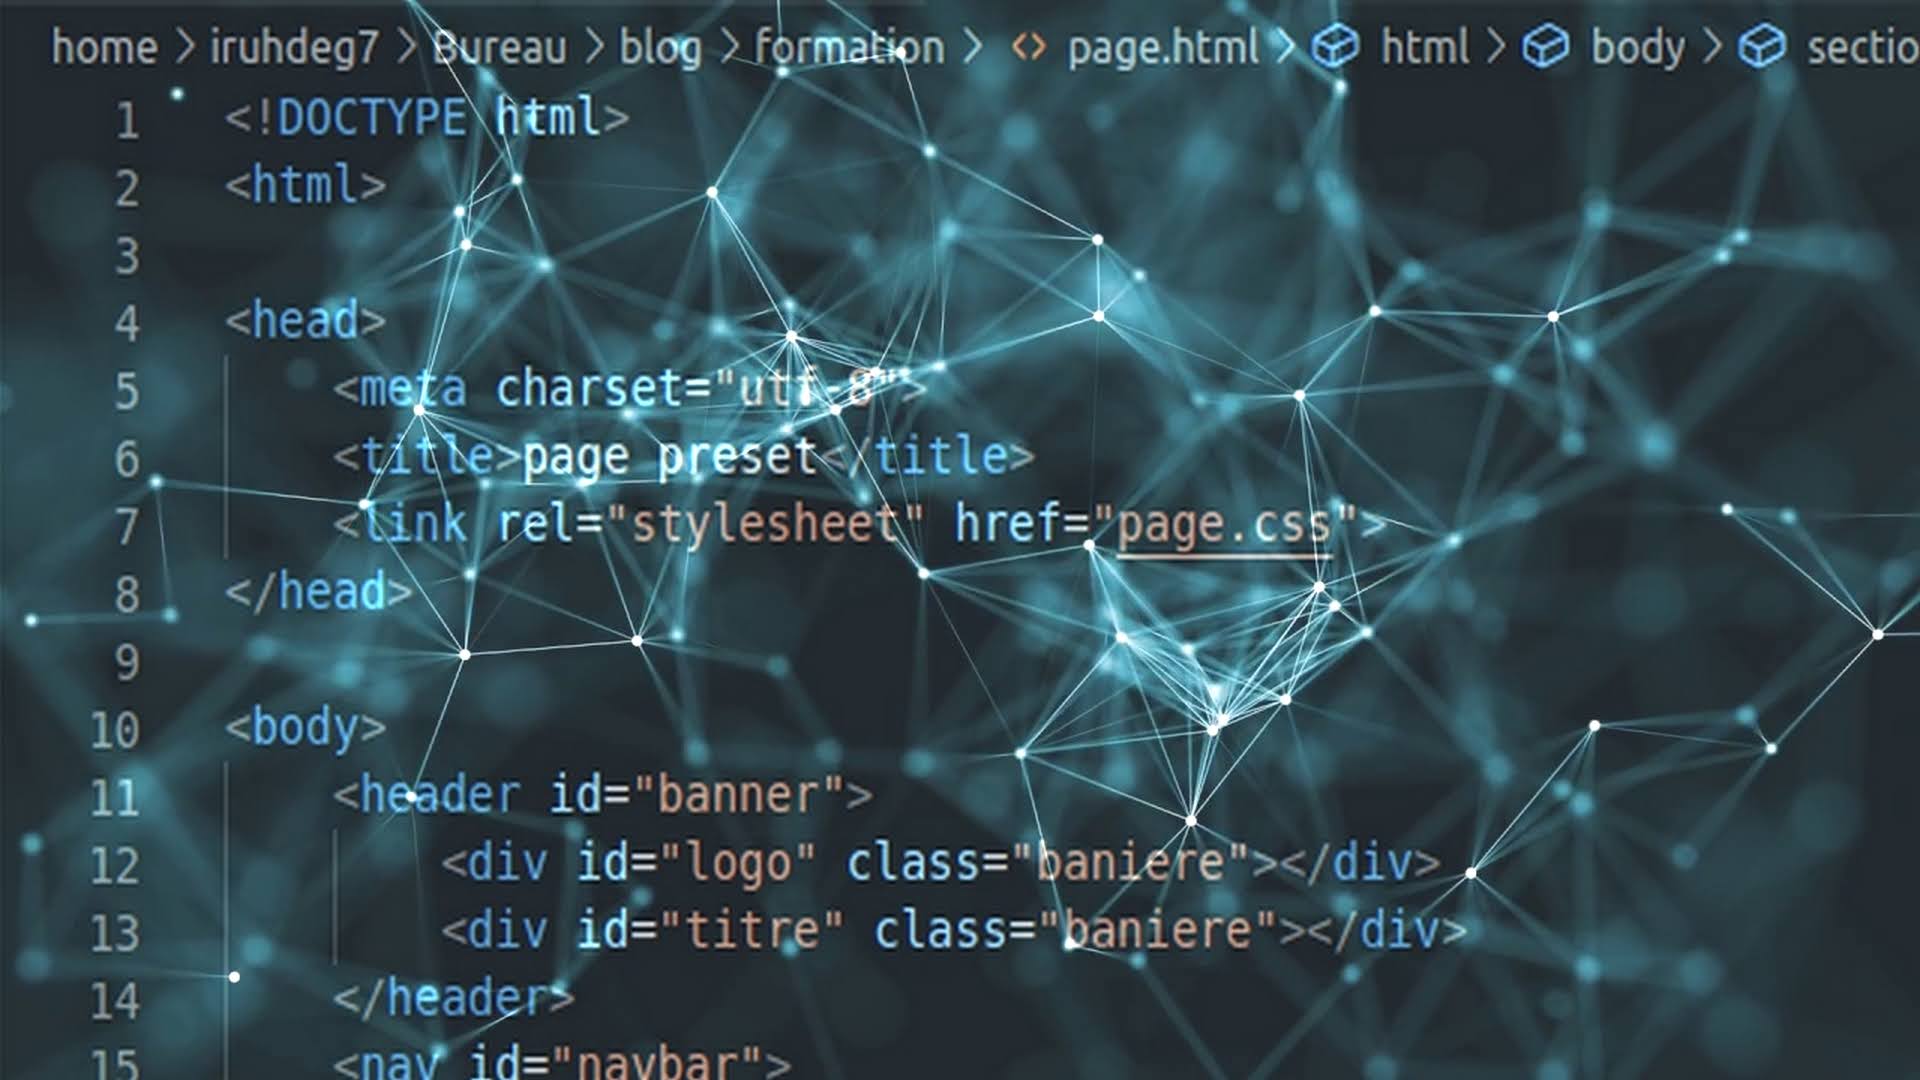 home > iruhdeg7 > Bureau > blog > formation > <> page.html > html > body > sectio
1 <!DOCTYPE html>
2 <html>
3
4 <head>
5 <meta charset="utf-8">
6 <title>page preset</title>
7 <link rel="stylesheet" href="page.css">
8 </head>
9
10 <body>
11 <header id="banner">
12 <div id="logo" class="baniere"></div>
13 <div id="titre" class="baniere"></div>
14 </header>
15 <nav id="navbar">